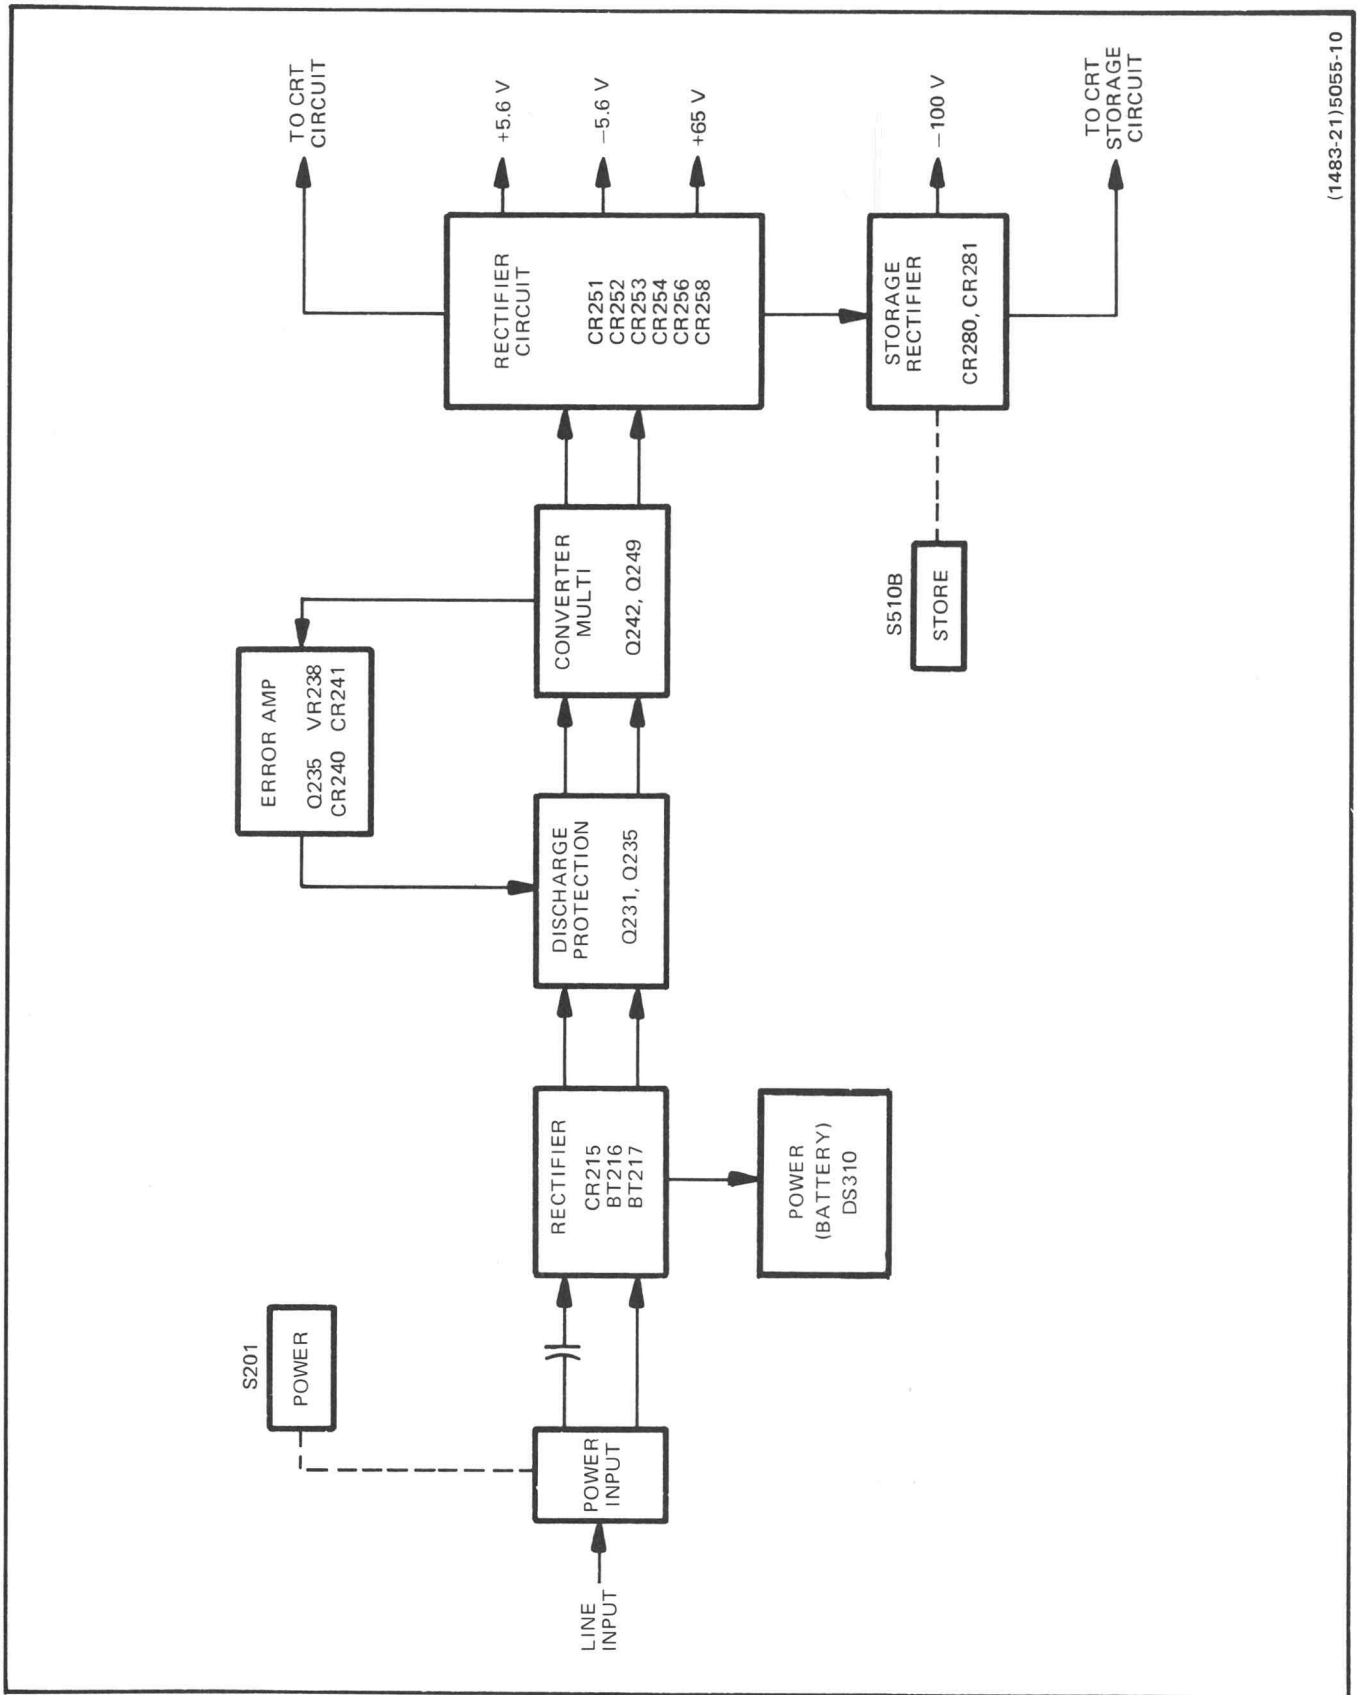 LINE
INPUT
POWER
INPUT
S201
POWER
RECTIFIER
CR215
BT216
BT217
POWER
(BATTERY)
DS310
DISCHARGE
PROTECTION
Q231, Q235
ERROR AMP
Q235 VR238
CR240 CR241
CONVERTER
MULTI
Q242, Q249
RECTIFIER
CIRCUIT
CR251
CR252
CR253
CR254
CR256
CR258
TO CRT
CIRCUIT
+5.6 V
−5.6 V
+65 V
S510B
STORE
STORAGE
RECTIFIER
CR280, CR281
−100 V
TO CRT
STORAGE
CIRCUIT
(1483-21)5055-10